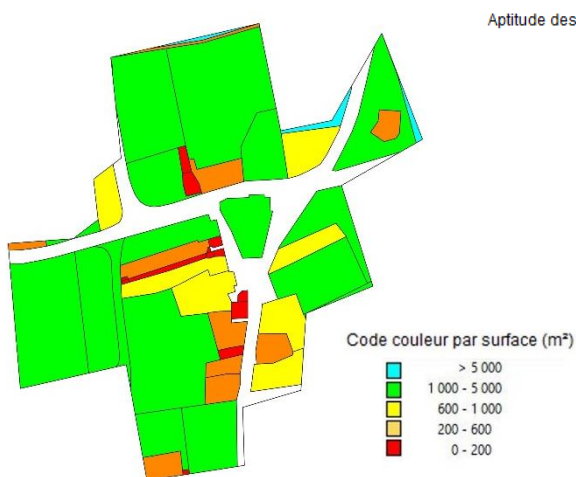 Aptitude des
Code couleur par surface (m²)
> 5 000
1 000 - 5 000
600 - 1 000
200 - 600
0 - 200